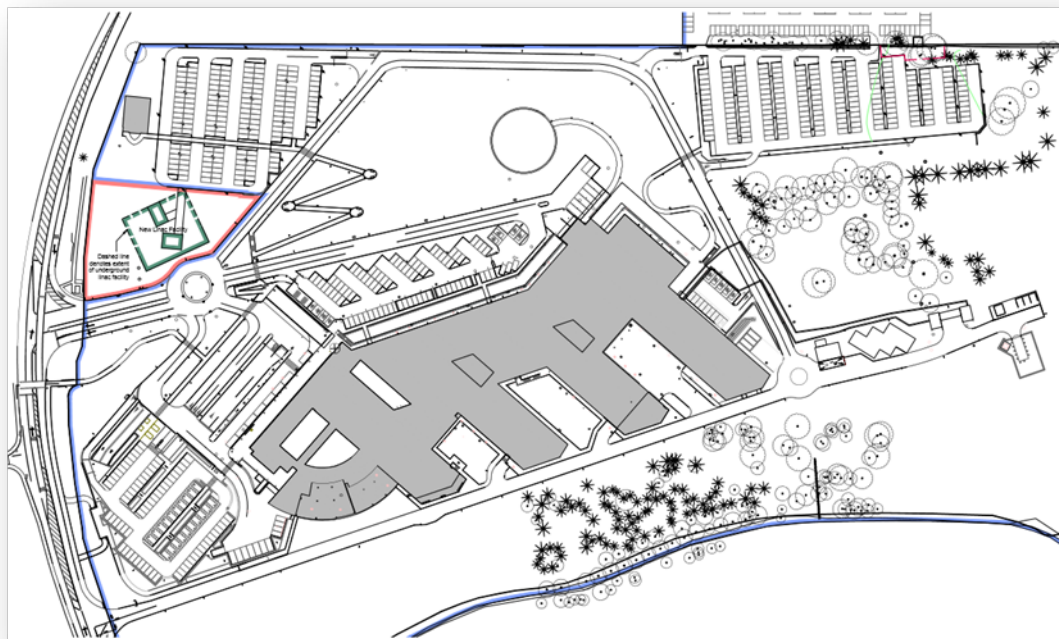 New Linac Facility
Dashed line
denotes extent
of underground
linac facility